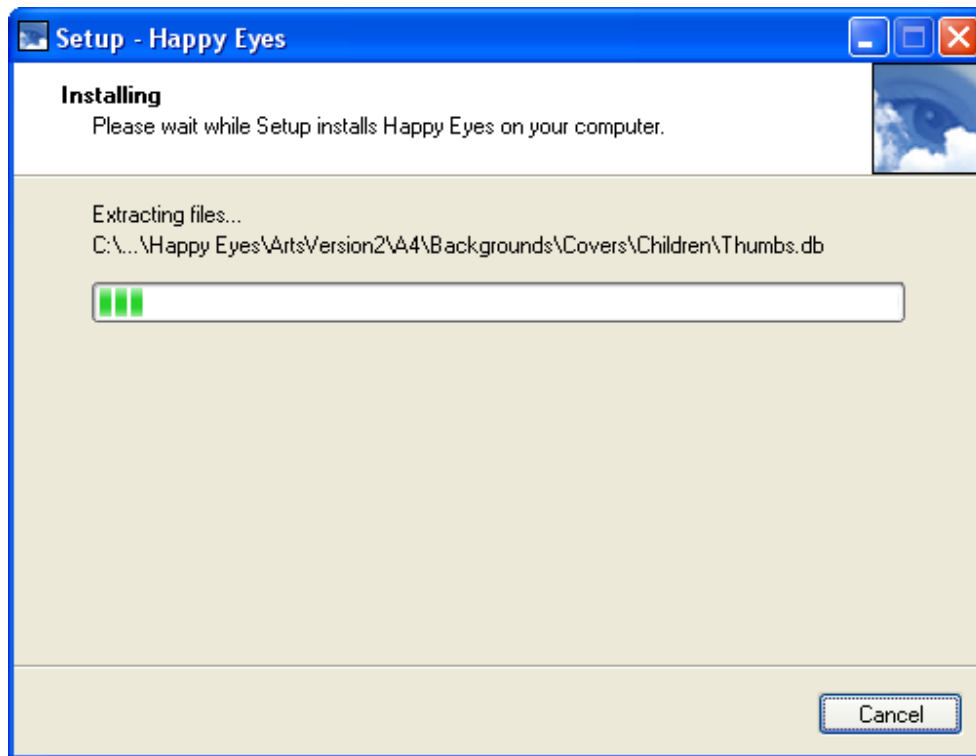 Setup - Happy Eyes
Installing
Please wait while Setup installs Happy Eyes on your computer.
Extracting files...
C:\...\Happy Eyes\ArtsVersion2\A4\Backgrounds\Covers\Children\Thumbs.db
Cancel